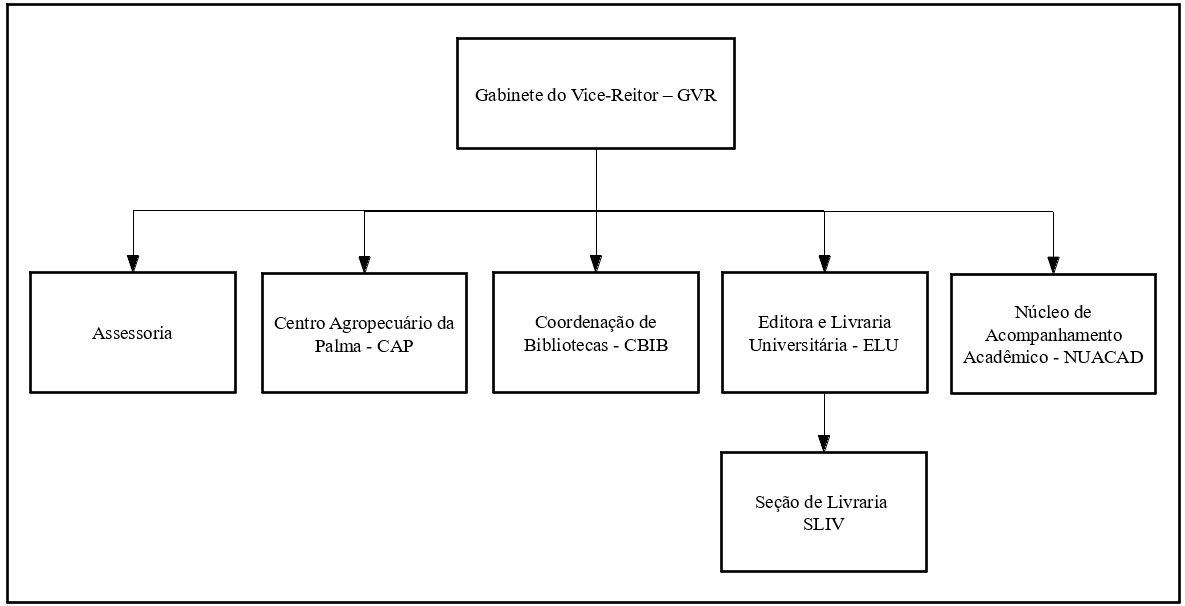 Gabinete do Vice-Reitor – GVR
Assessoria
Centro Agropecuário da
Palma - CAP
Coordenação de
Bibliotecas - CBIB
Editora e Livraria
Universitária - ELU
Núcleo de
Acompanhamento
Acadêmico - NUACAD
Seção de Livraria
SLIV